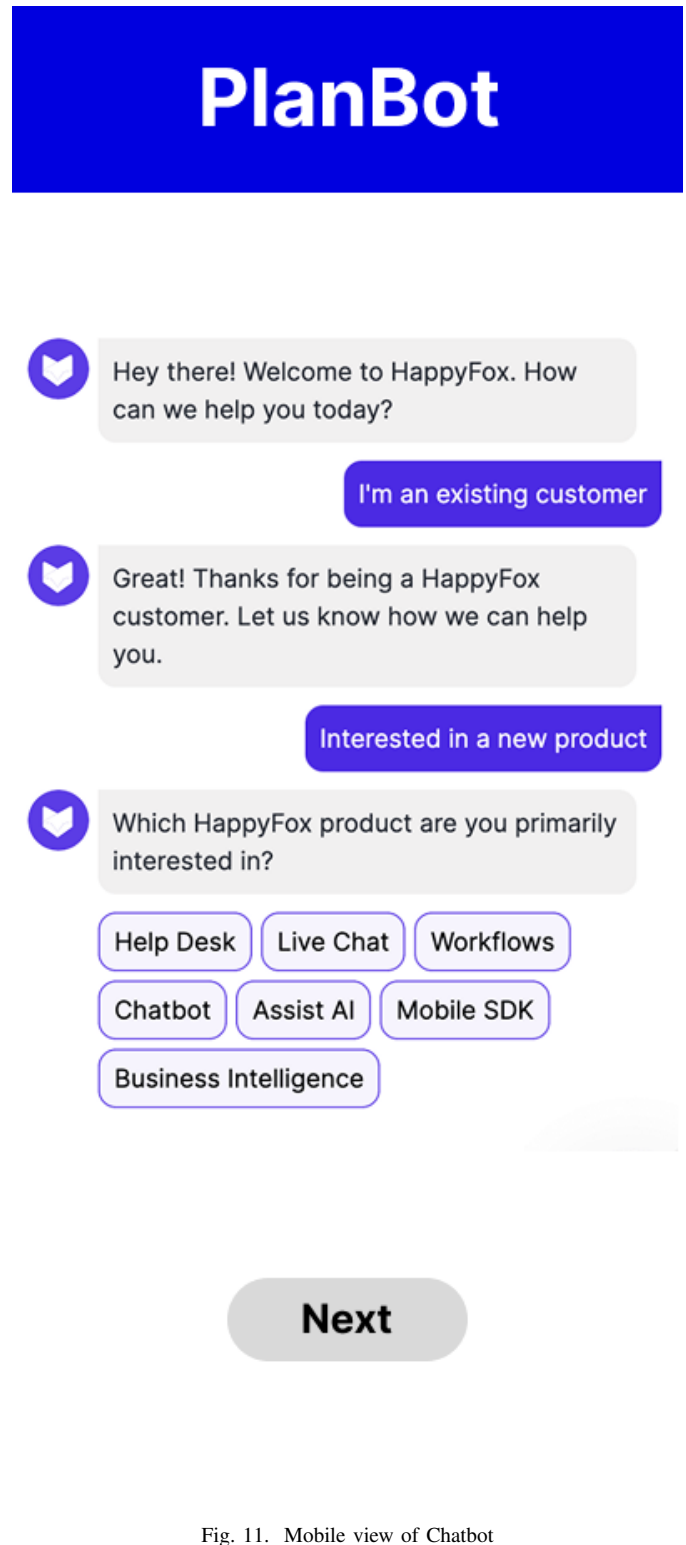 PlanBot
Hey there! Welcome to HappyFox. How
can we help you today?
I'm an existing customer
Great! Thanks for being a HappyFox
customer. Let us know how we can help
you.
Interested in a new product
Which HappyFox product are you primarily
interested in?
Help Desk Live Chat Workflows
Chatbot Assist AI Mobile SDK
Business Intelligence
Next
Fig. 11. Mobile view of Chatbot